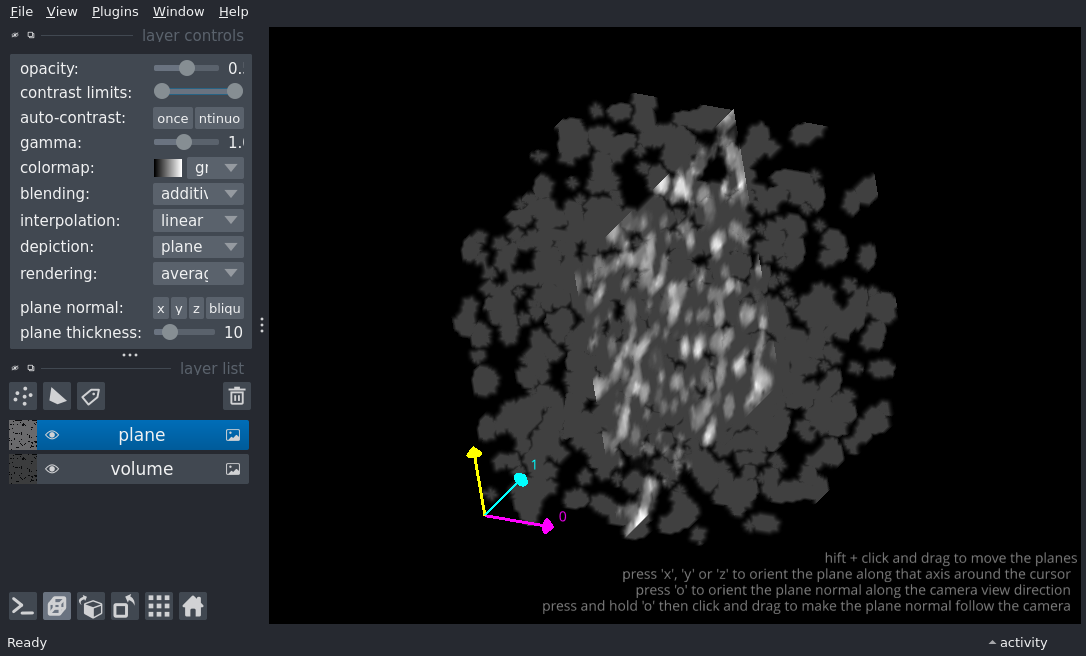 File View Plugins Window Help
layer controls
opacity: 0.
contrast limits:
auto-contrast: once ntinuo
gamma: 1.
colormap: gr
blending: additiv
interpolation: linear
depiction: plane
rendering: averag
plane normal: x y z bliqu
plane thickness: 10
layer list
plane
volume
1
0
hift + click and drag to move the planes
press 'x', 'y' or 'z' to orient the plane along that axis around the cursor
press 'o' to orient the plane normal along the camera view direction
press and hold 'o' then click and drag to make the plane normal follow the camera
Ready
activity